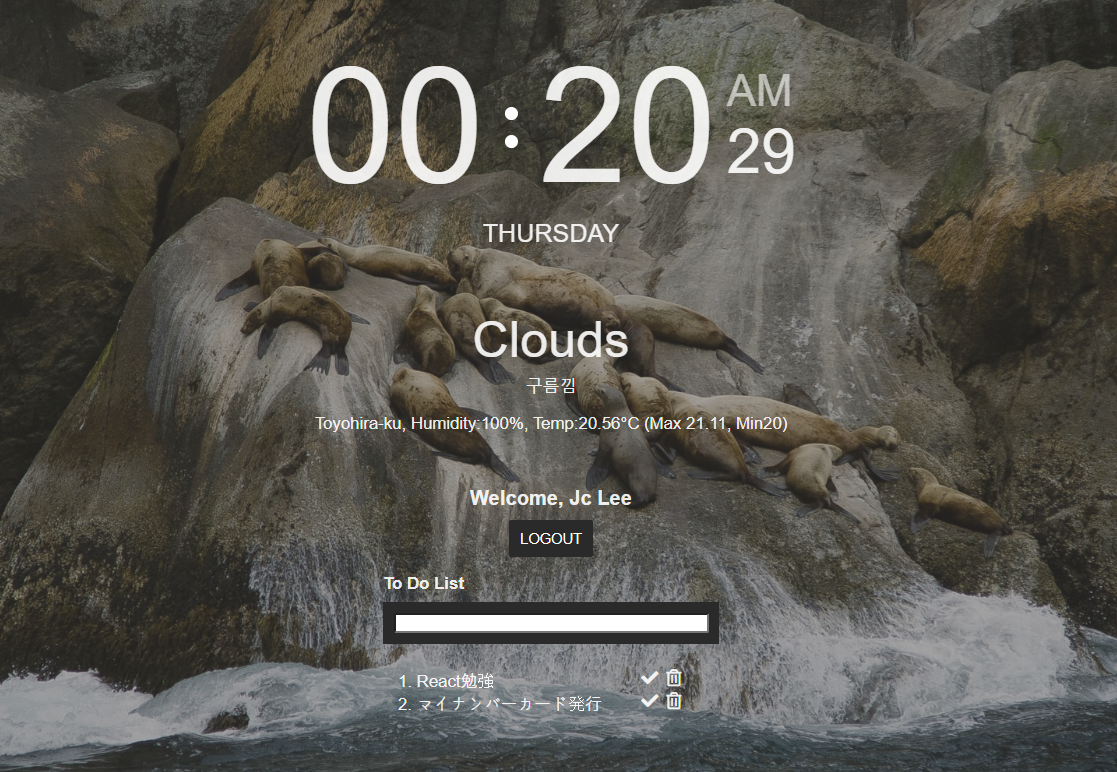 00:20
AM
29
THURSDAY
Clouds
구름낌
Toyohira-ku, Humidity:100%, Temp:20.56°C (Max 21.11, Min20)
Welcome, Jc Lee
LOGOUT
To Do List
1. React勉強
2. マイナンバーカード発行